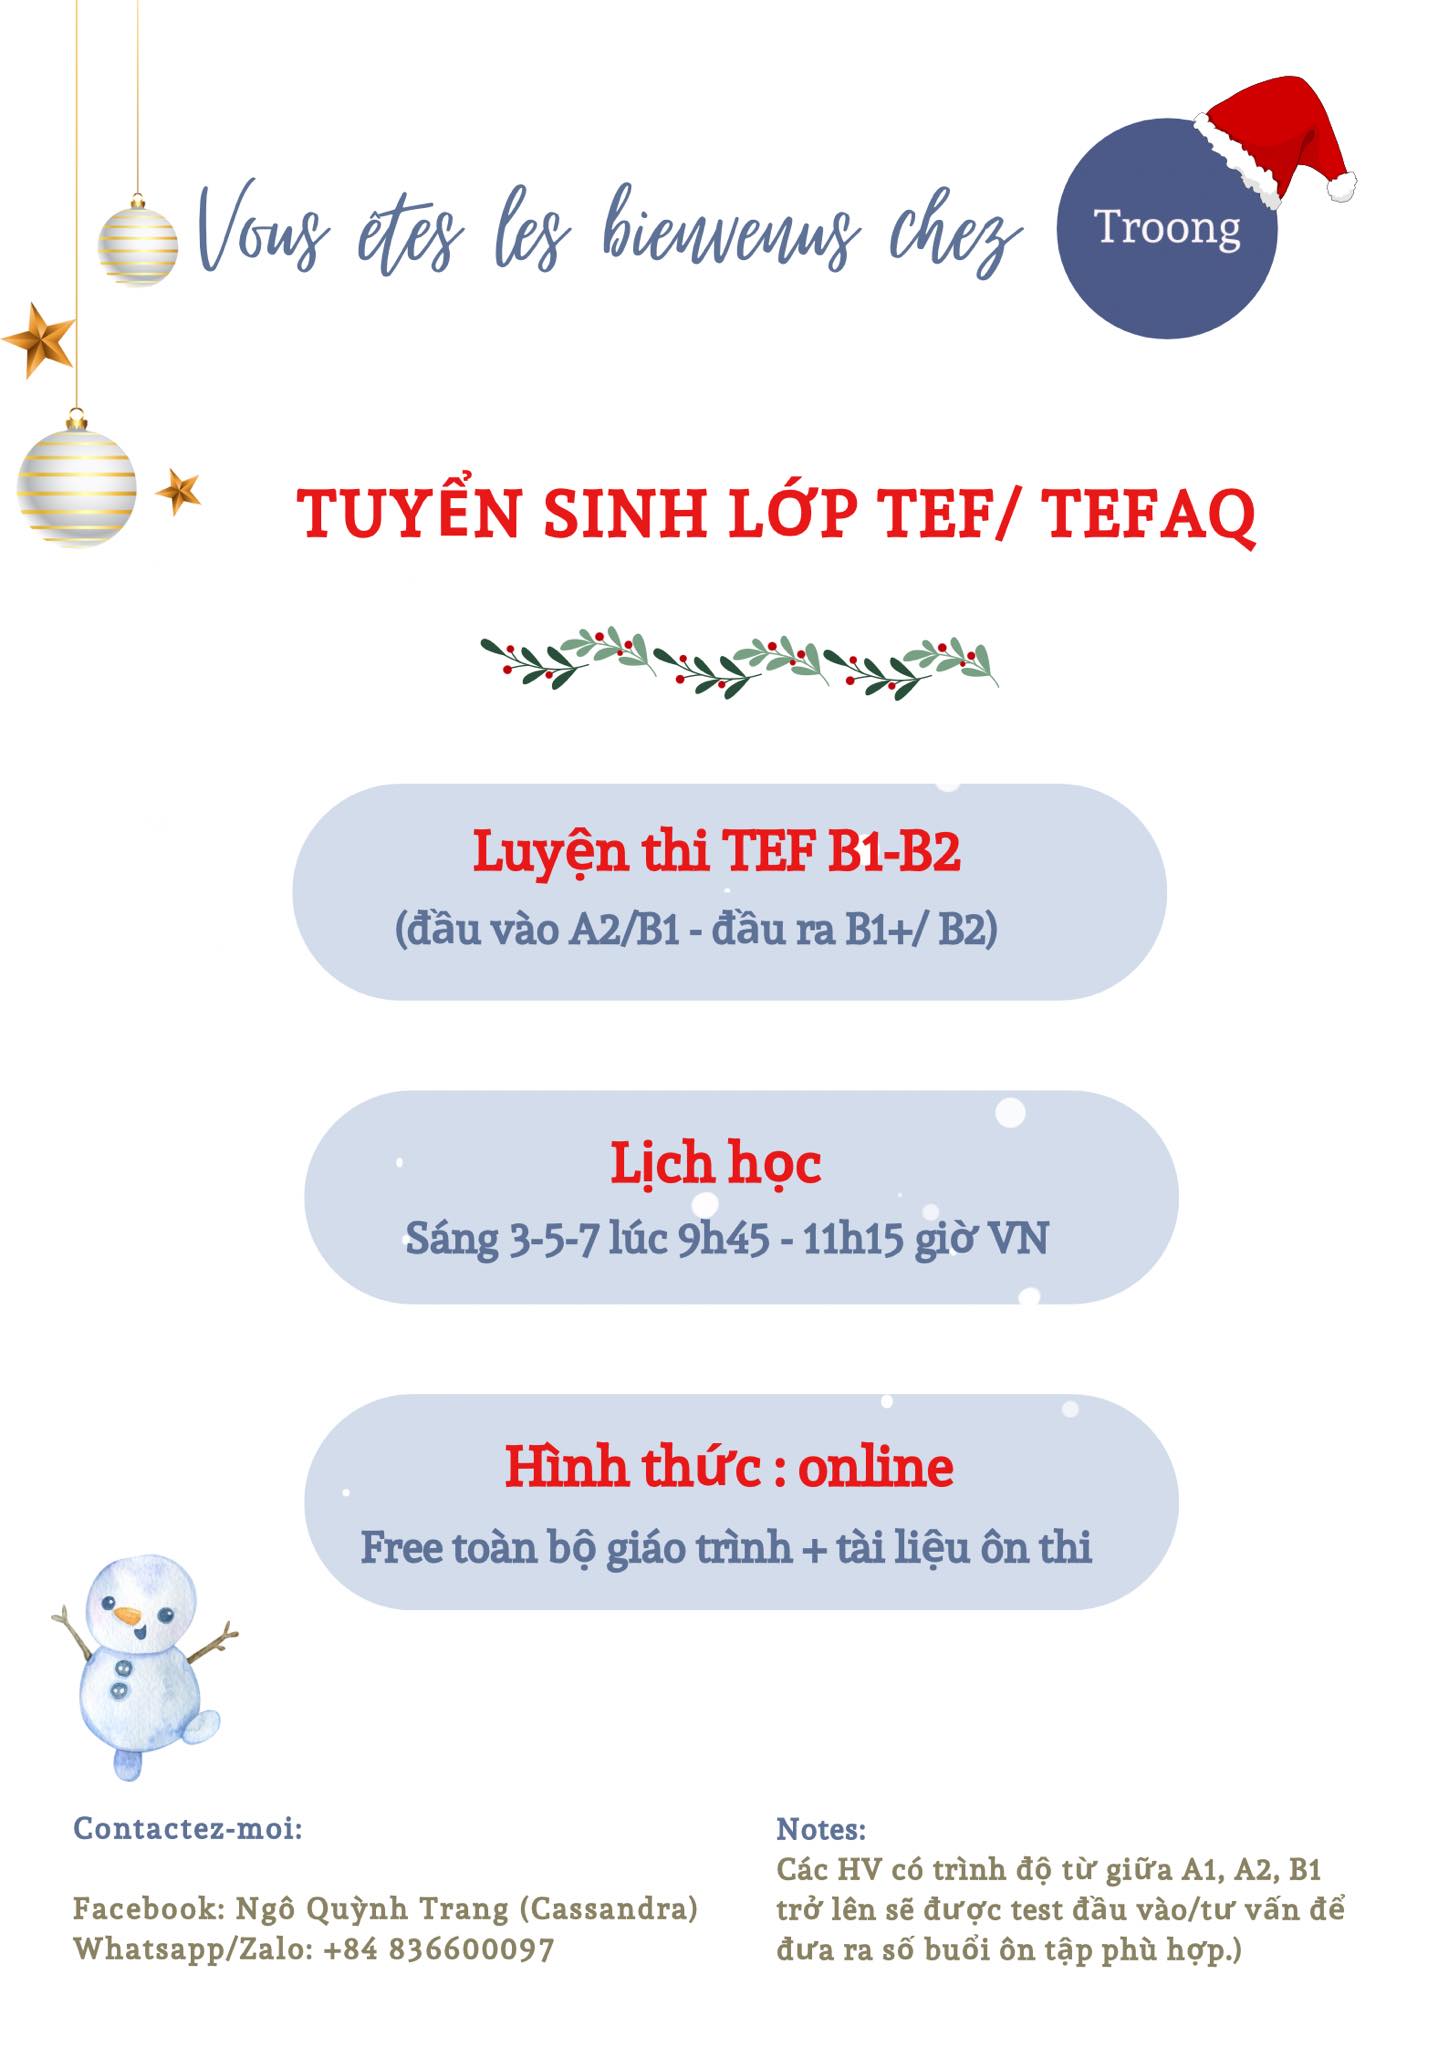 Vous êtes les bienvenus chez Troong
TUYỂN SINH LỚP TEF/ TEFAQ
Luyện thi TEF B1-B2
(đầu vào A2/B1 - đầu ra B1+/ B2)
Lịch học
Sáng 3-5-7 lúc 9h45 - 11h15 giờ VN
Hình thức : online
Free toàn bộ giáo trình + tài liệu ôn thi
Contactez-moi:
Facebook: Ngô Quỳnh Trang (Cassandra)
Whatsapp/Zalo: +84 836600097
Notes:
Các HV có trình độ từ giữa A1, A2, B1
trở lên sẽ được test đầu vào/tư vấn để
đưa ra số buổi ôn tập phù hợp.)